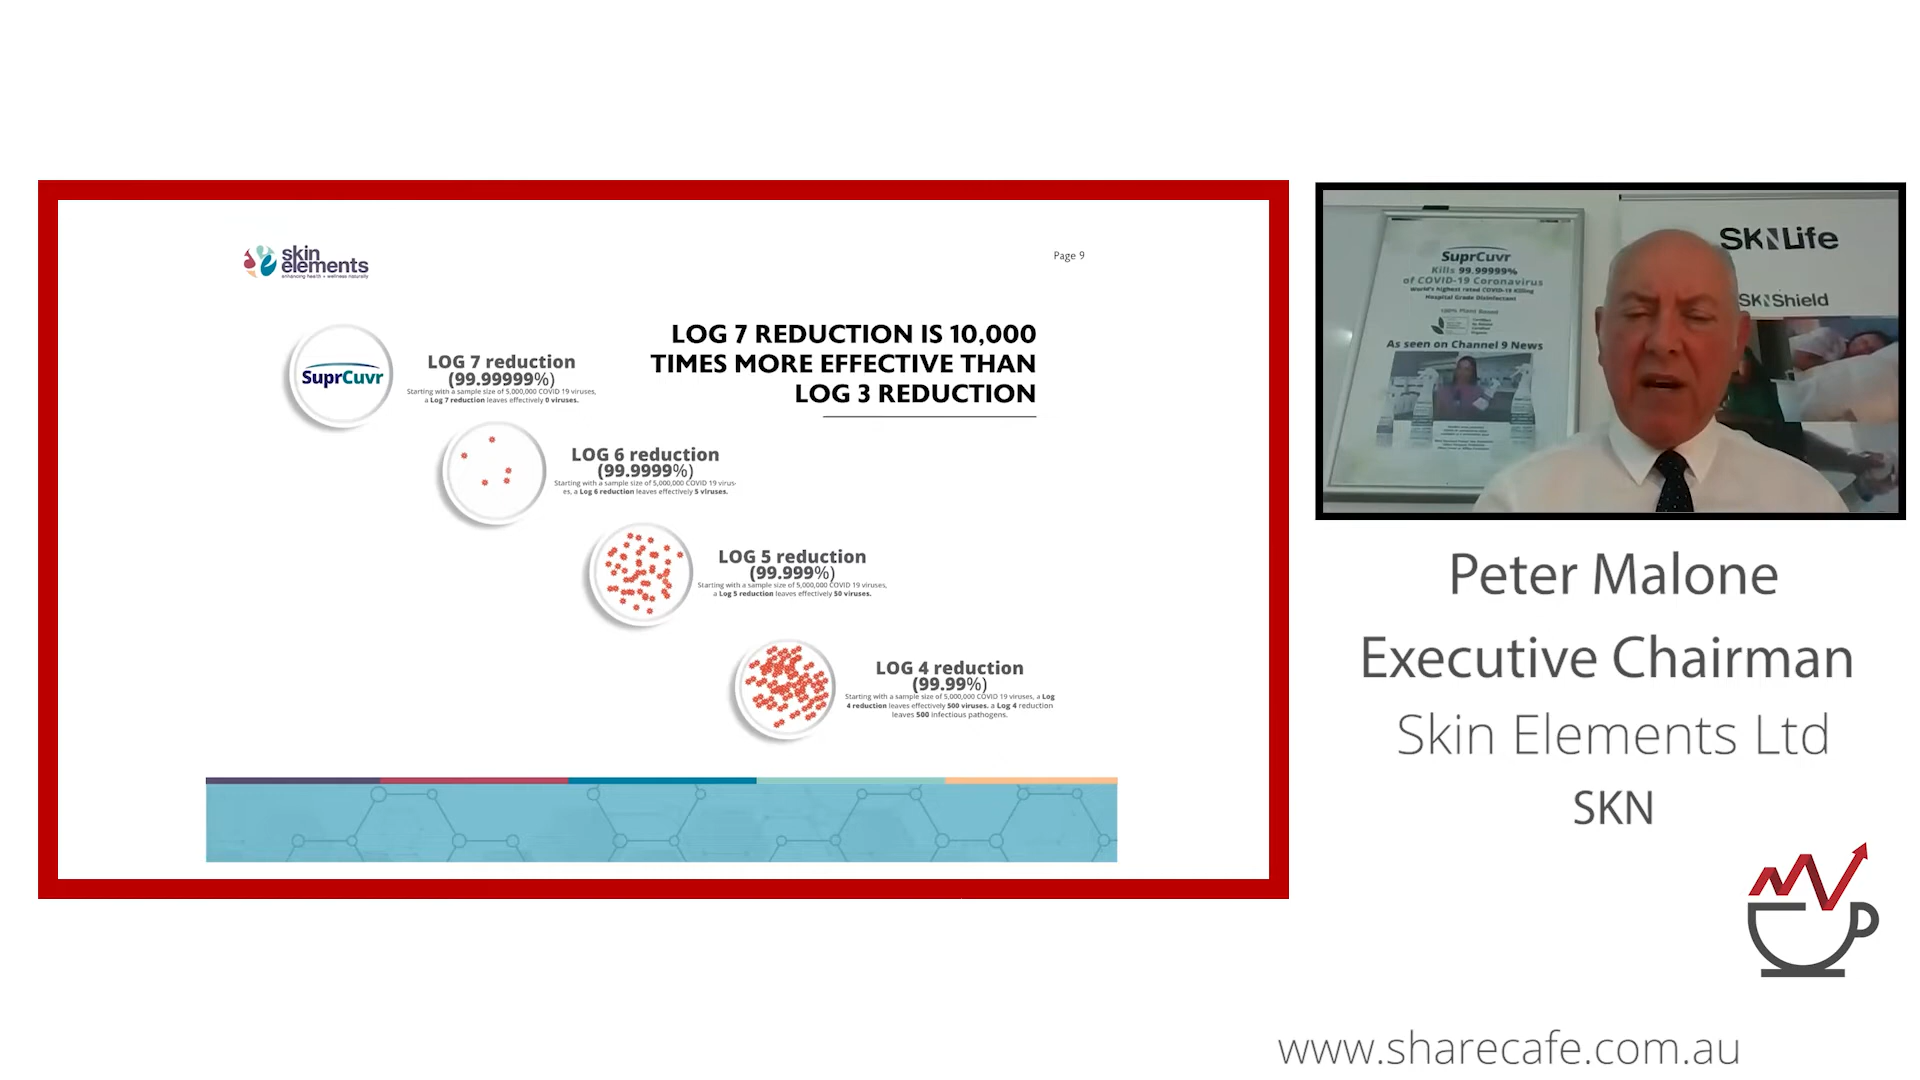 skin
elements
enhancing health + wellness naturally
Page 9
LOG 7 REDUCTION IS 10,000
TIMES MORE EFFECTIVE THAN
LOG 3 REDUCTION
SuprCuvr
LOG 7 reduction
(99.99999%)
Starting with a sample size of 5,000,000 COVID 19 viruses,
a Log 7 reduction leaves effectively 0 viruses.
LOG 6 reduction
(99.9999%)
Starting with a sample size of 5,000,000 COVID 19 virus-
es, a Log 6 reduction leaves effectively 5 viruses.
LOG 5 reduction
(99.999%)
Starting with a sample size of 5,000,000 COVID 19 viruses,
a Log 5 reduction leaves effectively 50 viruses.
LOG 4 reduction
(99.99%)
Starting with a sample size of 5,000,000 COVID 19 viruses, a Log
4 reduction leaves effectively 500 viruses. a Log 4 reduction
leaves 500 infectious pathogens.
SuprCuvr
Kills 99.99999%
of COVID-19 Coronavirus
World's highest rated COVID-19 killing
Hospital Grade Disinfectant
100% Plant Based
As seen on Channel 9 News
SKNLife
SKNShield
Peter Malone
Executive Chairman
Skin Elements Ltd
SKN
www.sharecafe.com.au